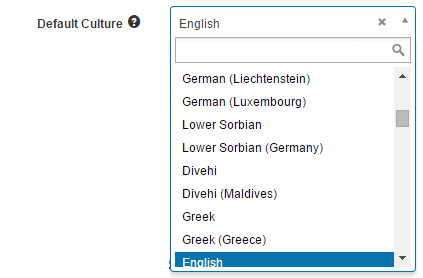 Default Culture ?
English
German (Liechtenstein)
German (Luxembourg)
Lower Sorbian
Lower Sorbian (Germany)
Divehi
Divehi (Maldives)
Greek
Greek (Greece)
English